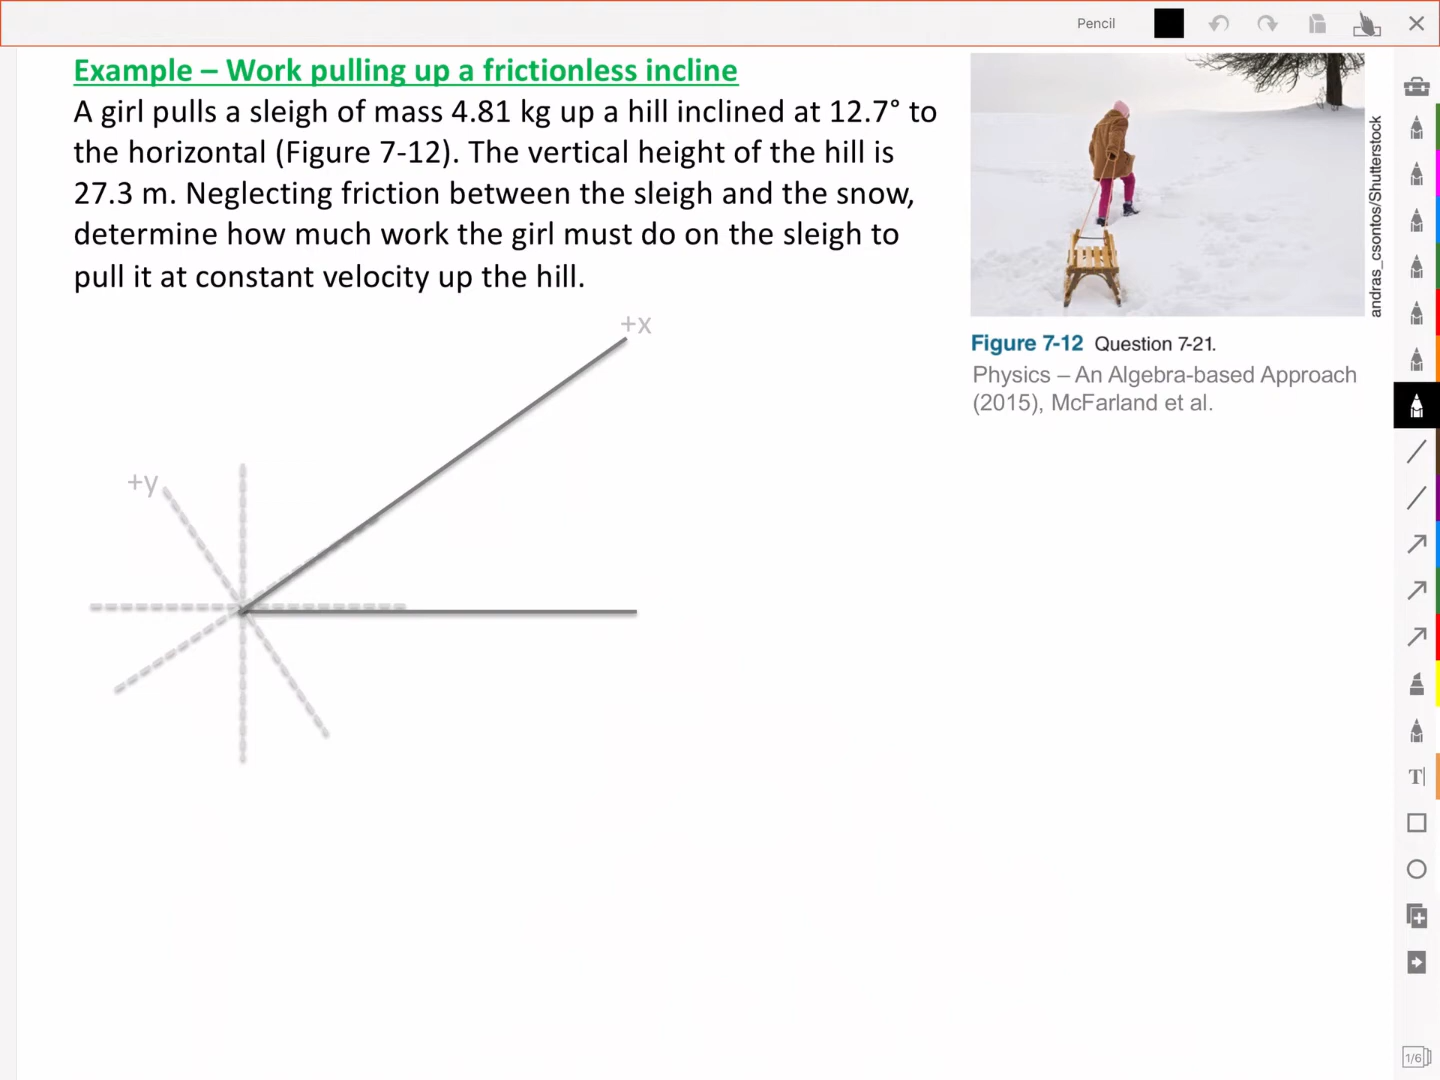 Pencil
Example – Work pulling up a frictionless incline
A girl pulls a sleigh of mass 4.81 kg up a hill inclined at 12.7° to
the horizontal (Figure 7-12). The vertical height of the hill is
27.3 m. Neglecting friction between the sleigh and the snow,
determine how much work the girl must do on the sleigh to
pull it at constant velocity up the hill.
andras_csontos/Shutterstock
Figure 7-12 Question 7-21.
Physics – An Algebra-based Approach
(2015), McFarland et al.
+x
+y
T
1/6